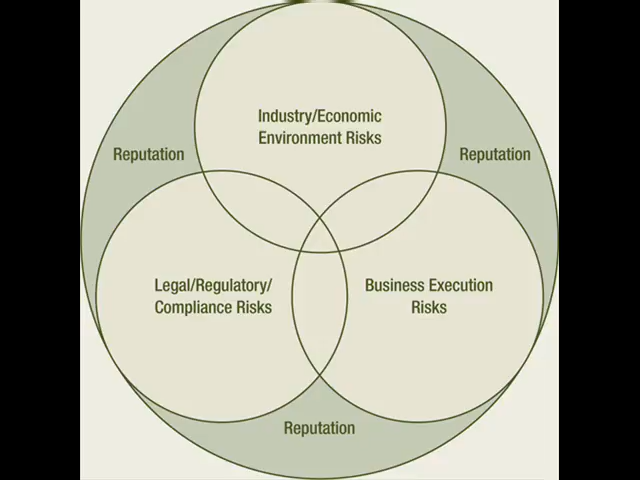 Industry/Economic
Environment Risks
Reputation
Reputation
Legal/Regulatory/
Compliance Risks
Business Execution
Risks
Reputation